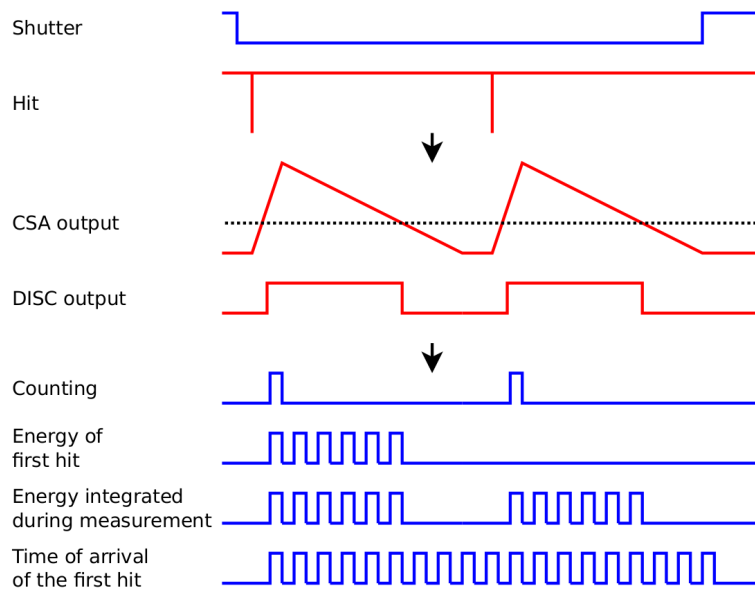 Shutter
Hit
CSA output
DISC output
Counting
Energy of
first hit
Energy integrated
during measurement
Time of arrival
of the first hit